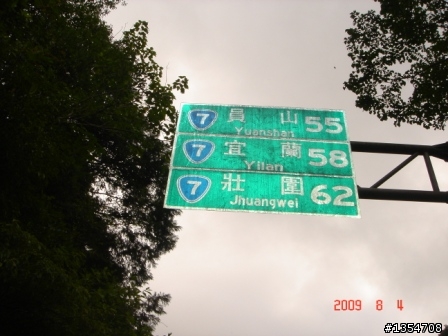 7 員山 55
Yuanshan
7 宜蘭 58
Yilan
7 壯圍 62
Jhuangwei
2009 8 4
#1354708